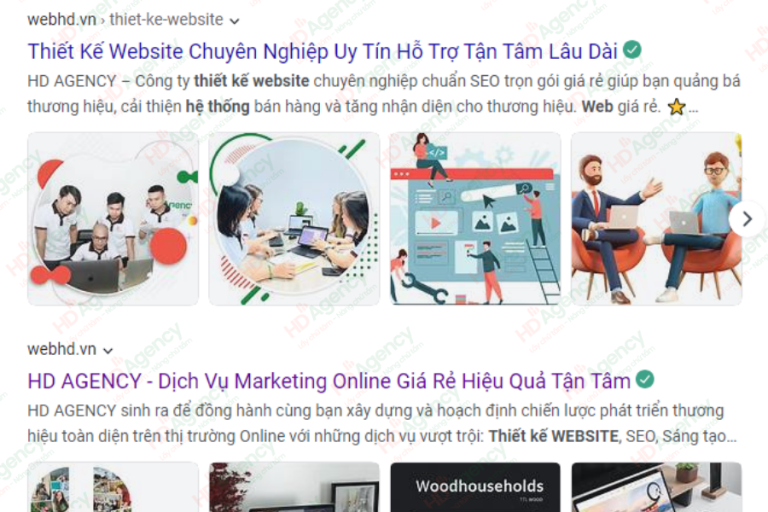 webhd.vn › thiet-ke-website
Thiết Kế Website Chuyên Nghiệp Uy Tín Hỗ Trợ Tận Tâm Lâu Dài
HD AGENCY – Công ty thiết kế website chuyên nghiệp chuẩn SEO trọn gói giá rẻ giúp bạn quảng bá
thương hiệu, cải thiện hệ thống bán hàng và tăng nhận diện cho thương hiệu. Web giá rẻ. ⭐...
webhd.vn
HD AGENCY - Dịch Vụ Marketing Online Giá Rẻ Hiệu Quả Tận Tâm
HD AGENCY sinh ra để đồng hành cùng bạn xây dựng và hoạch định chiến lược phát triển thương
hiệu toàn diện trên thị trường Online với những dịch vụ vượt trội: Thiết kế WEBSITE, SEO, Sáng tạo...
Woodhouseholds
HD Agency